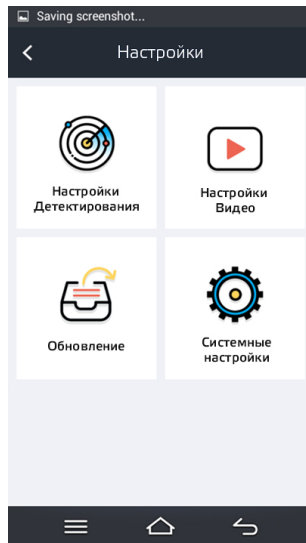 Saving screenshot...
Настройки
Настройки
Детектирования
Настройки
Видео
Обновление
Системные
настройки